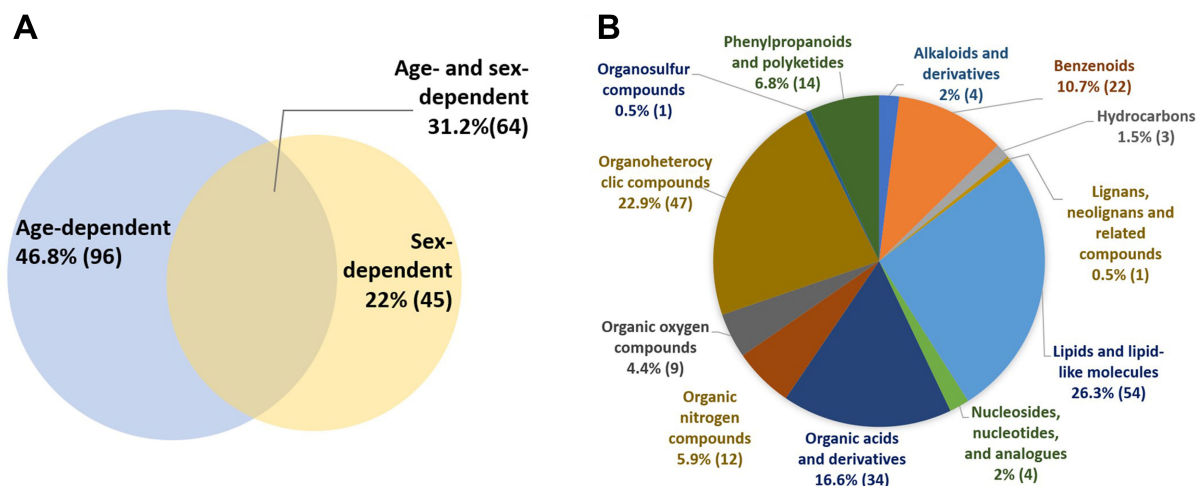 A
Age- and sex-
dependent
31.2%(64)
Age-dependent
46.8% (96)
Sex-
dependent
22% (45)
B
Phenylpropanoids
and polyketides
6.8% (14)
Alkaloids and
derivatives
2% (4)
Benzenoids
10.7% (22)
Hydrocarbons
1.5% (3)
Lignans,
neolignans and
related
compounds
0.5% (1)
Lipids and lipid-
like molecules
26.3% (54)
Nucleosides,
nucleotides,
and analogues
2% (4)
Organic acids
and derivatives
16.6% (34)
Organic
nitrogen
compounds
5.9% (12)
Organic oxygen
compounds
4.4% (9)
Organoheterocy
clic compounds
22.9% (47)
Organosulfur
compounds
0.5% (1)